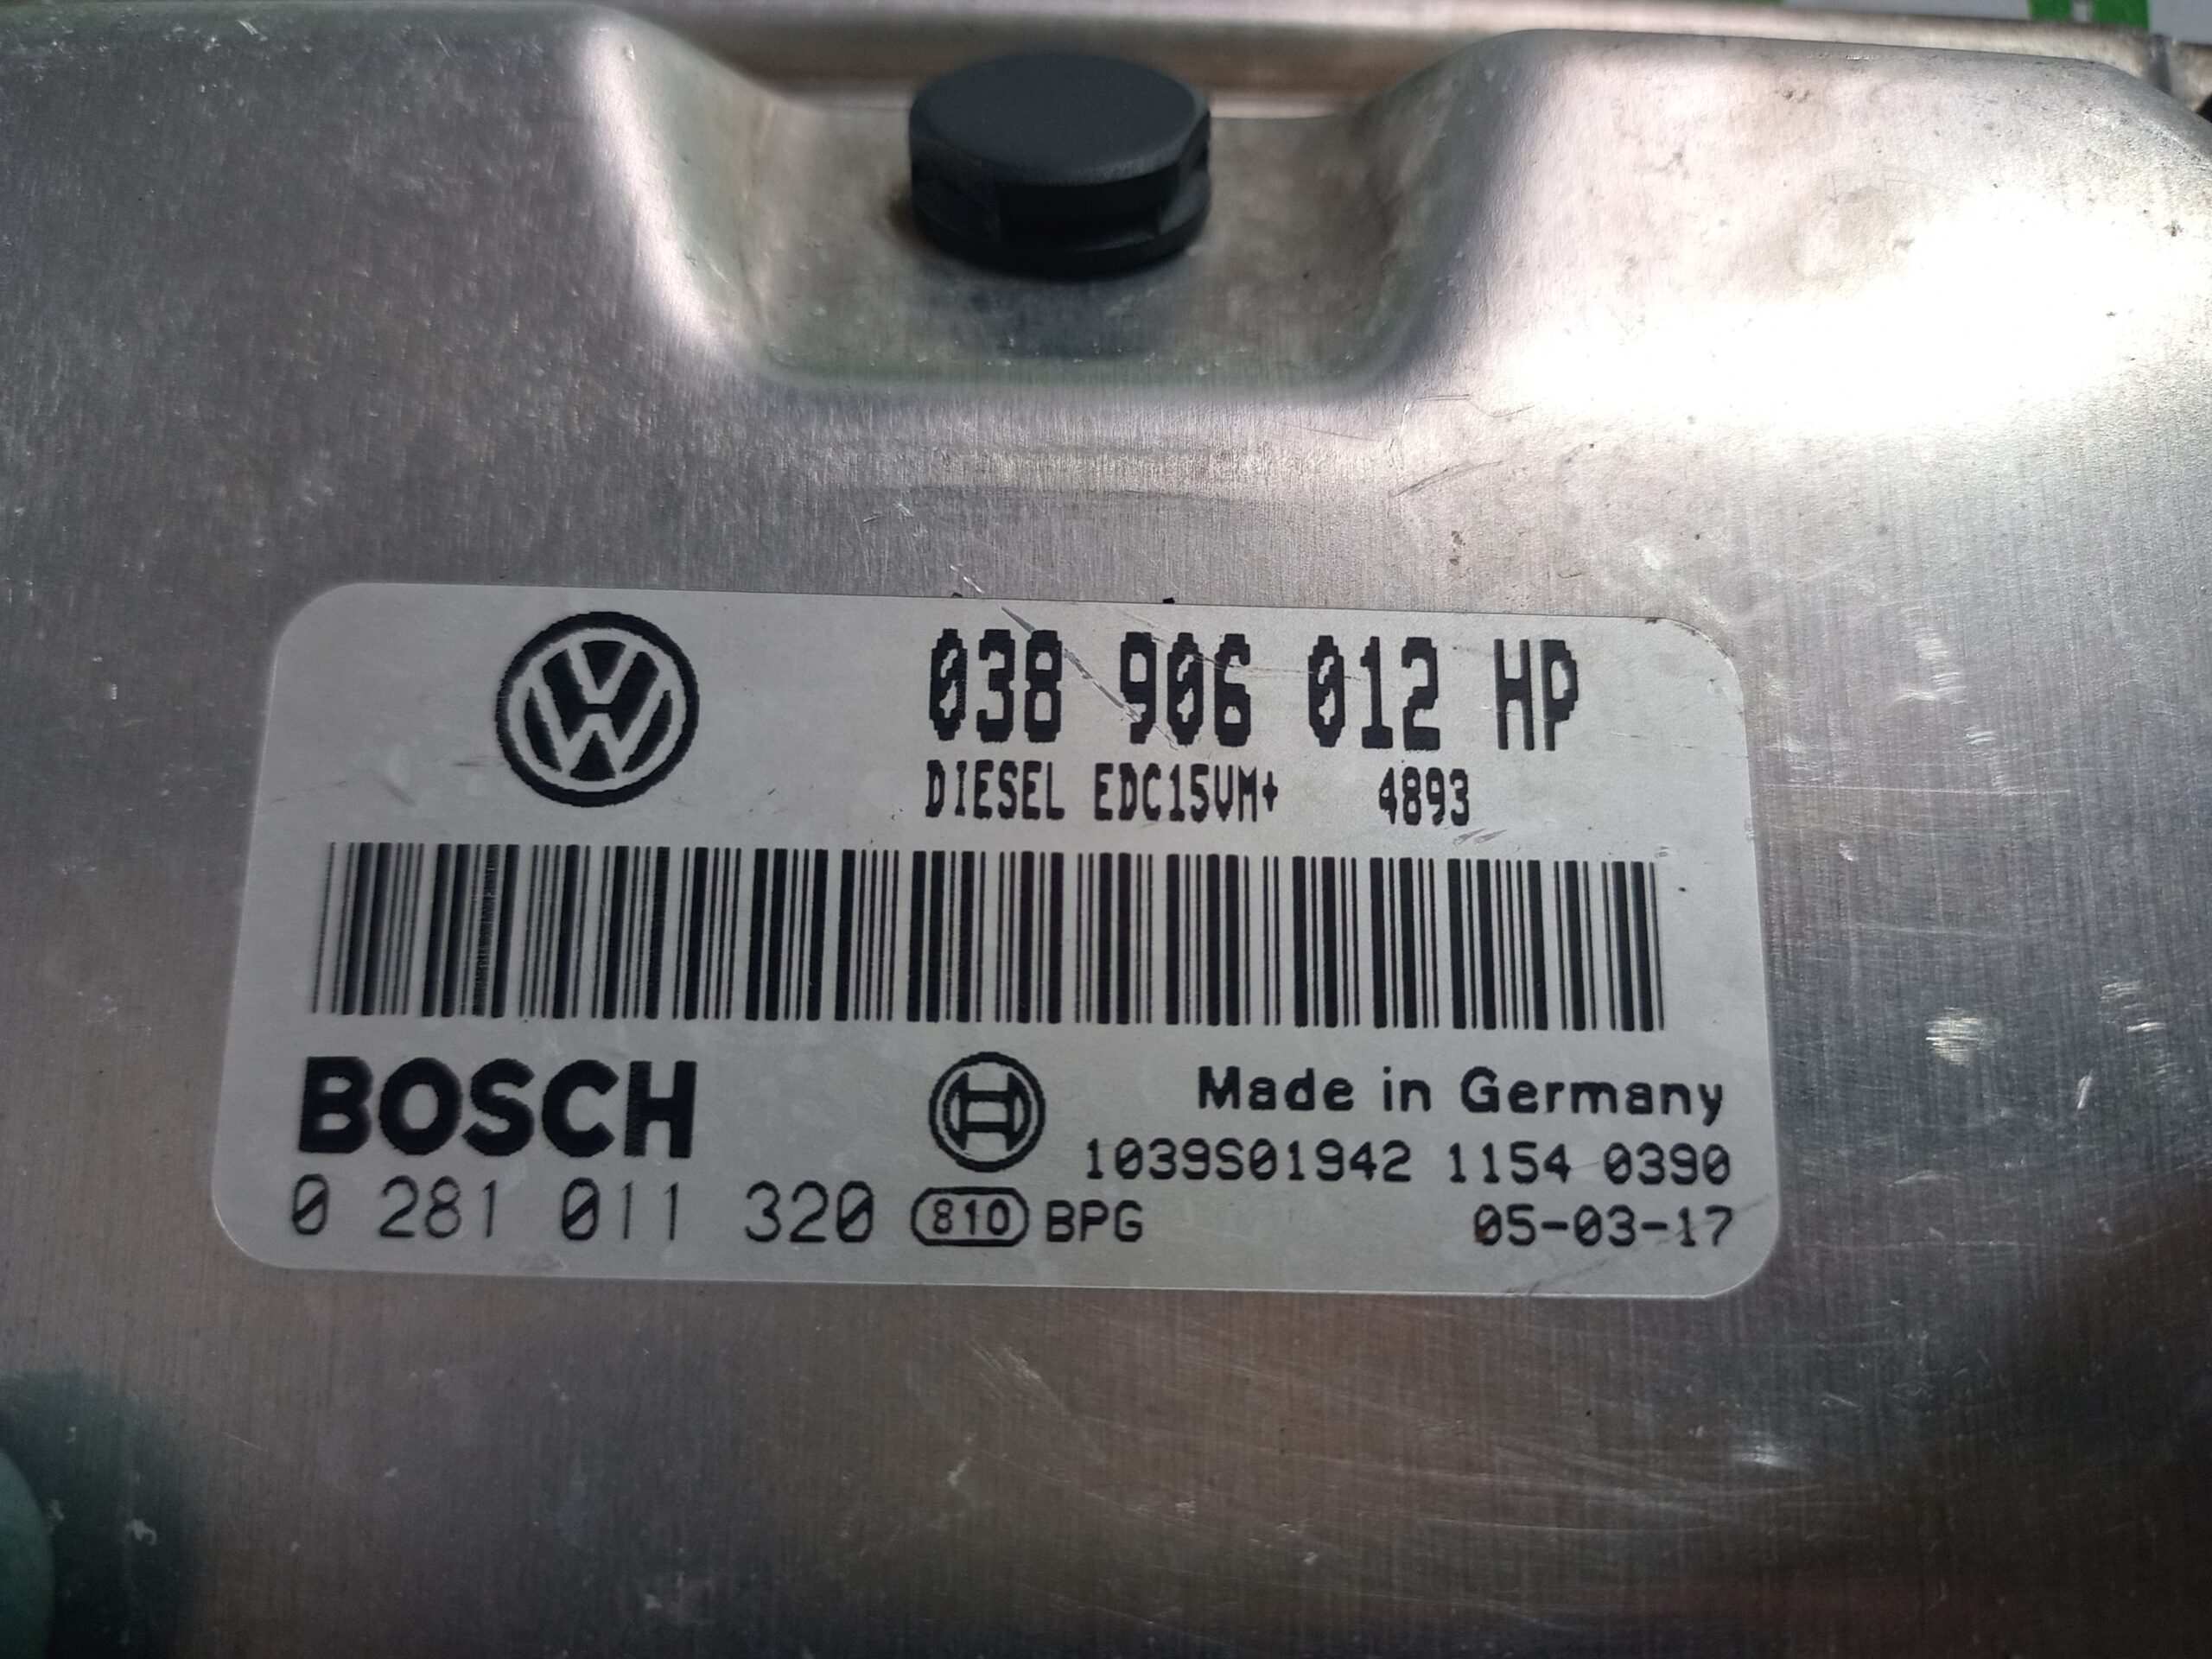 038 906 012 HP
DIESEL EDC15VM+ 4893
BOSCH
Made in Germany
1039S01942 1154 0390
0 281 011 320 810 BPG 05-03-17